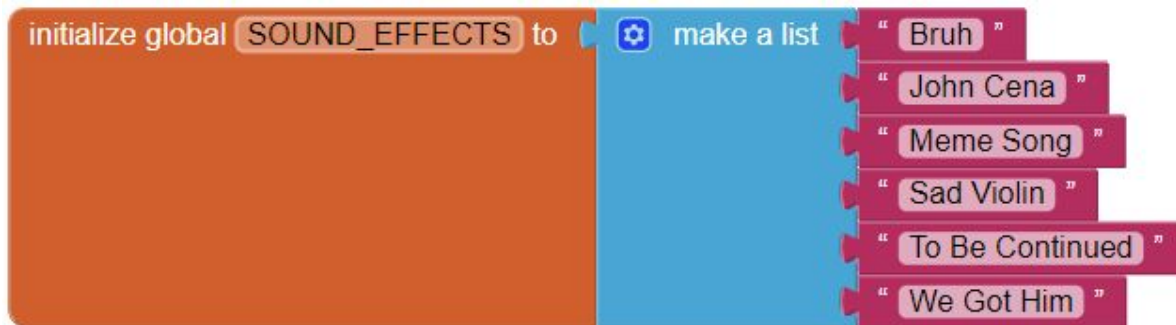 initialize global SOUND_EFFECTS to make a list “ Bruh ”
“ John Cena ”
“ Meme Song ”
“ Sad Violin ”
“ To Be Continued ”
“ We Got Him ”